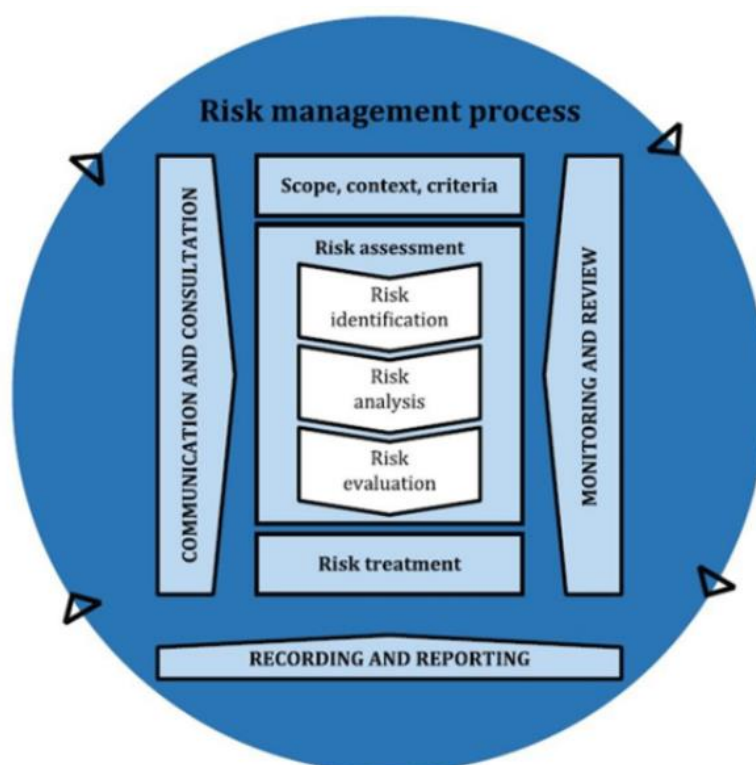 Risk management process
Scope, context, criteria
Risk assessment
Risk
identification
Risk
analysis
Risk
evaluation
Risk treatment
COMMUNICATION AND CONSULTATION
MONITORING AND REVIEW
RECORDING AND REPORTING